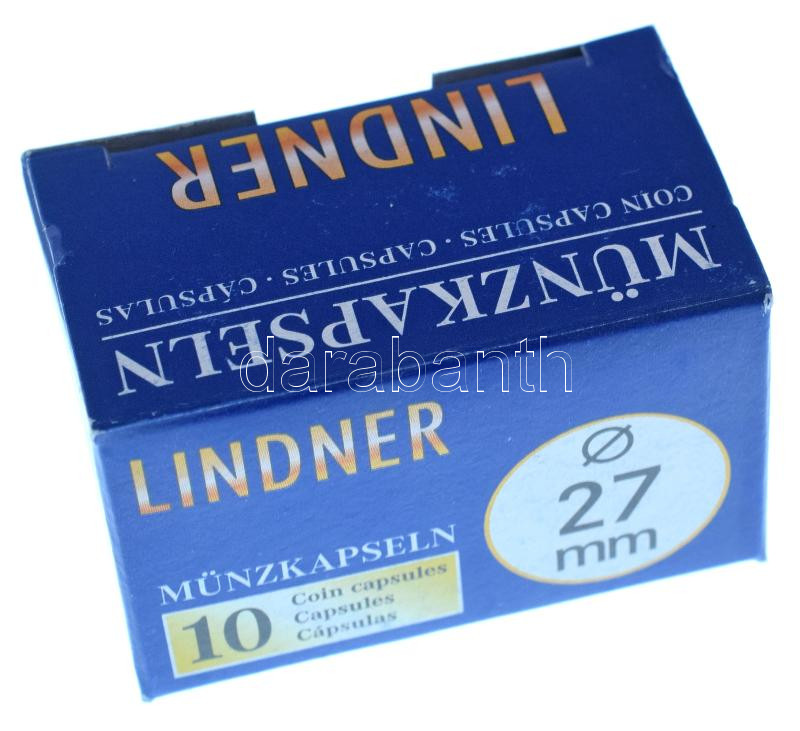 LINDNER
COIN CAPSULES · CAPSULES · CÁPSULAS
MÜNZKAPSELN
darabanth
LINDNER
MÜNZKAPSELN
10
Coin capsules
Capsules
Cápsulas
Ø
27
mm